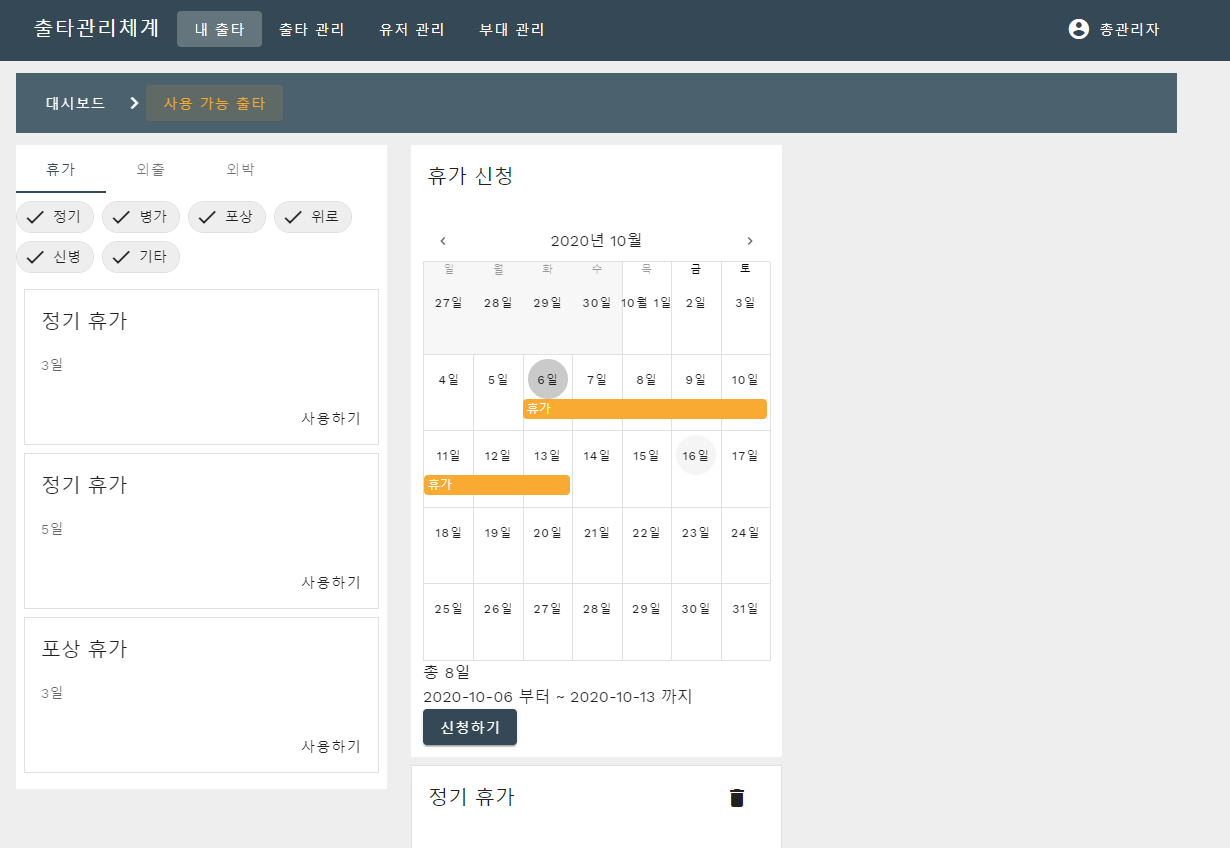 출타관리체계 내 출타 출타 관리 유저 관리 부대 관리 총관리자
대시보드 사용 가능 출타
휴가 외출 외박
정기 병가 포상 위로
신병 기타
정기 휴가
3일
사용하기
정기 휴가
5일
사용하기
포상 휴가
3일
사용하기
휴가 신청
2020년 10월
일 월 화 수 목 금 토
27일 28일 29일 30일 10월 1일 2일 3일
4일 5일 6일 7일 8일 9일 10일
휴가
11일 12일 13일 14일 15일 16일 17일
휴가
18일 19일 20일 21일 22일 23일 24일
25일 26일 27일 28일 29일 30일 31일
총 8일
2020-10-06 부터 ~ 2020-10-13 까지
신청하기
정기 휴가